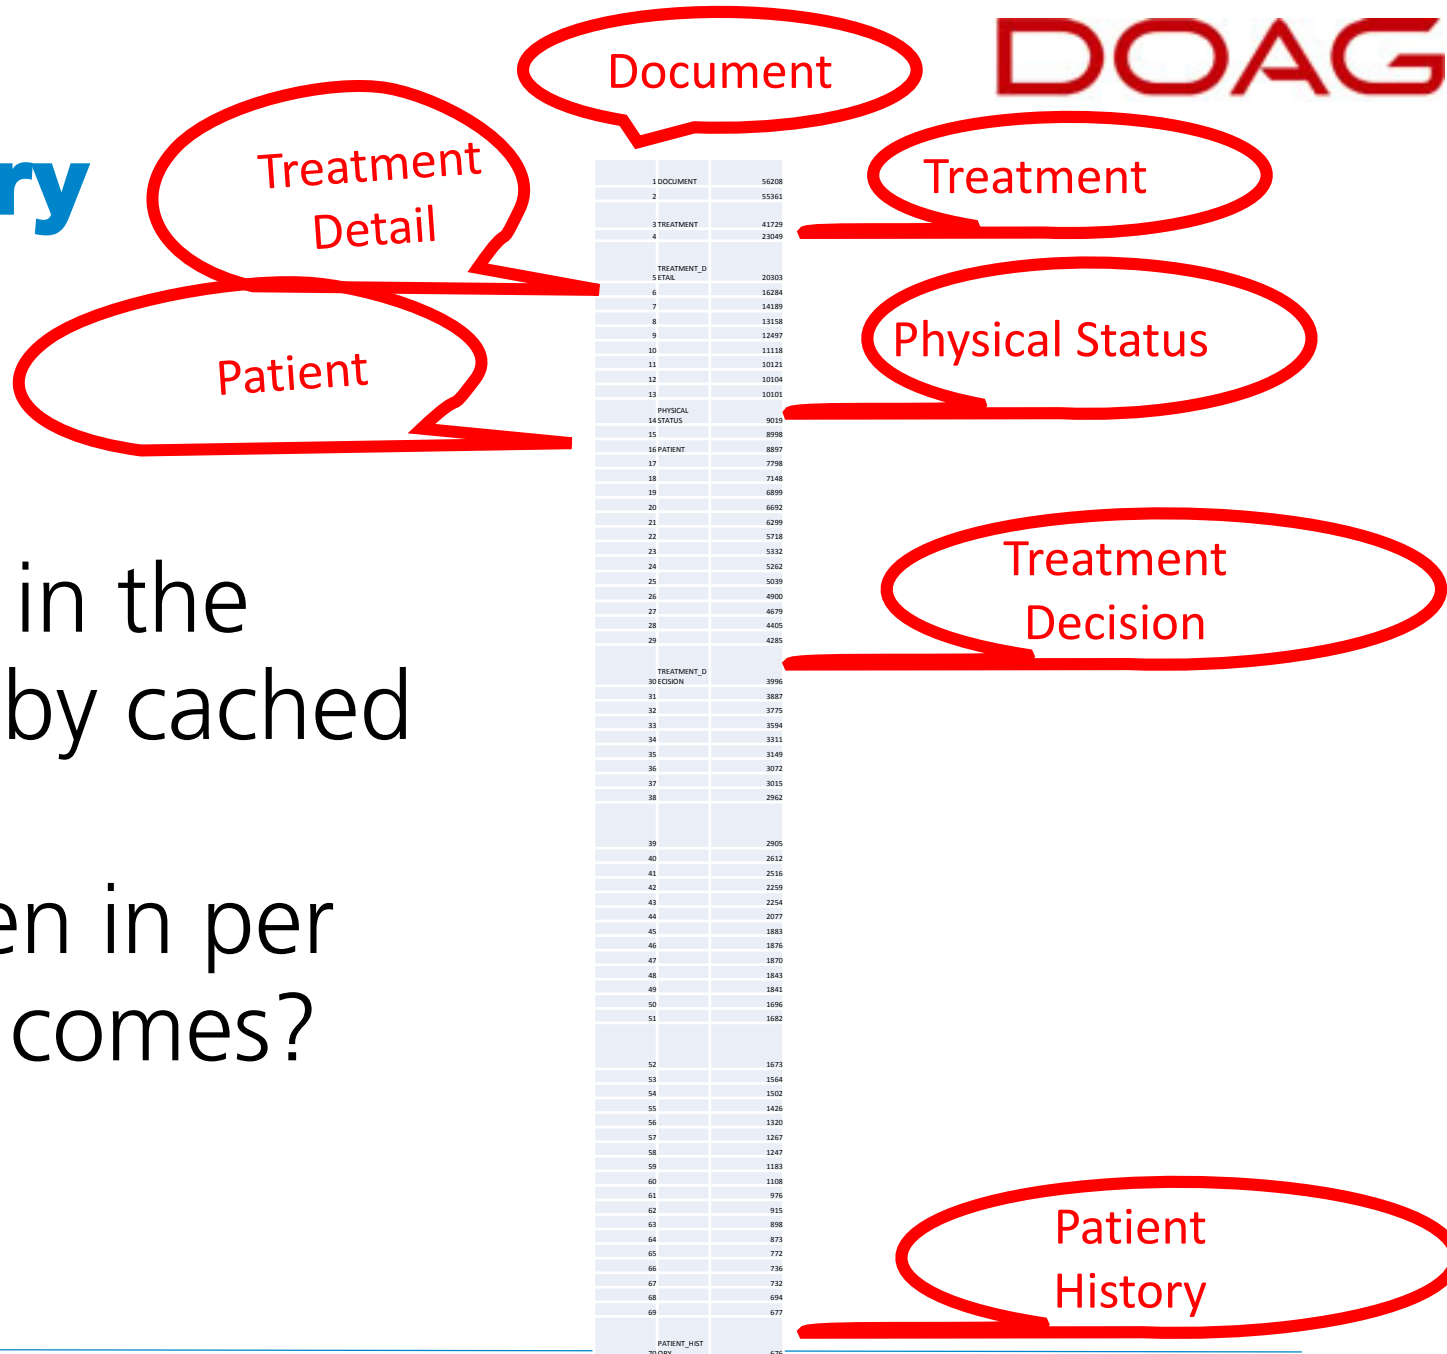 DOAG
Document
Treatment
Detail
Treatment
ry
Patient
Physical Status
in the
by cached
en in per
comes?
Treatment
Decision
Patient
History
1 DOCUMENT 56208
2 55361
3 TREATMENT 41729
4 23049
TREATMENT_D
5 ETAIL 20303
6 16284
7 14189
8 13158
9 12497
10 11118
11 10121
12 10104
13 10101
PHYSICAL
14 STATUS 9019
15 8998
16 PATIENT 8897
17 7798
18 7148
19 6899
20 6692
21 6299
22 5718
23 5332
24 5262
25 5039
26 4900
27 4679
28 4405
29 4285
TREATMENT_D
30 ECISION 3996
31 3887
32 3775
33 3594
34 3311
35 3149
36 3072
37 3015
38 2962
39 2905
40 2612
41 2516
42 2259
43 2254
44 2077
45 1883
46 1876
47 1870
48 1843
49 1841
50 1696
51 1682
52 1673
53 1564
54 1502
55 1426
56 1320
57 1267
58 1247
59 1183
60 1108
61 976
62 915
63 898
64 873
65 772
66 736
67 732
68 694
69 677
PATIENT_HIST
70 ORY 676